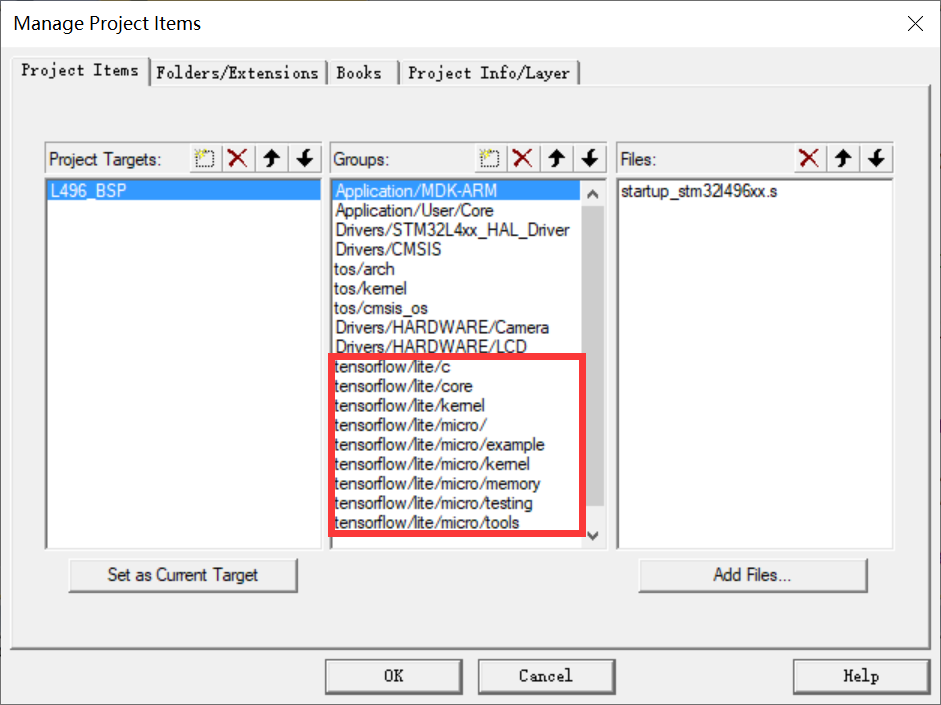 Manage Project Items
Project Items Folders/Extensions Books Project Info/Layer
Project Targets: Groups: Files:
L496_BSP
Application/MDK-ARM
Application/User/Core
Drivers/STM32L4xx_HAL_Driver
Drivers/CMSIS
tos/arch
tos/kernel
tos/cmsis_os
Drivers/HARDWARE/Camera
Drivers/HARDWARE/LCD
tensorflow/lite/c
tensorflow/lite/core
tensorflow/lite/kernel
tensorflow/lite/micro/
tensorflow/lite/micro/example
tensorflow/lite/micro/kernel
tensorflow/lite/micro/memory
tensorflow/lite/micro/testing
tensorflow/lite/micro/tools
startup_stm32l496xx.s
Set as Current Target Add Files...
OK Cancel Help